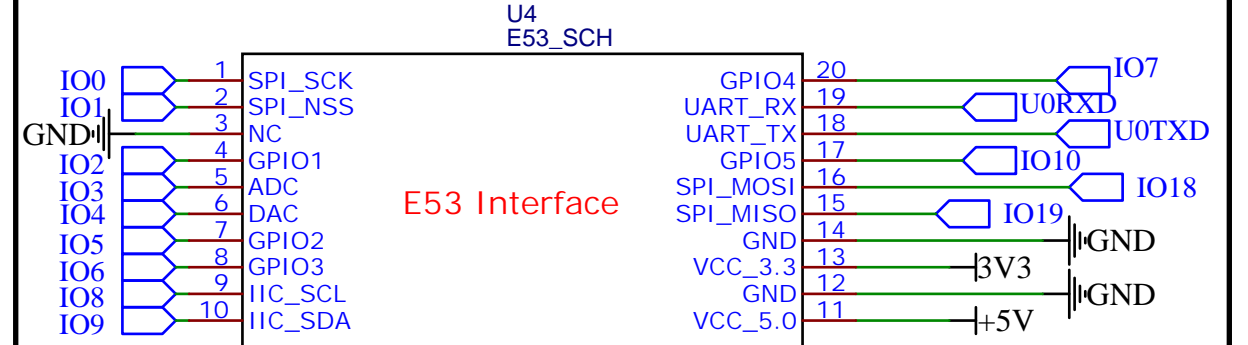 U4
E53_SCH
IO0 1 SPI_SCK GPIO4 20 IO7
IO1 2 SPI_NSS UART_RX 19 U0RXD
GND 3 NC UART_TX 18 U0TXD
IO2 4 GPIO1 GPIO5 17 IO10
IO3 5 ADC SPI_MOSI 16 IO18
IO4 6 DAC E53 Interface SPI_MISO 15 IO19
IO5 7 GPIO2 GND 14 GND
IO6 8 GPIO3 VCC_3.3 13 3V3
IO8 9 IIC_SCL GND 12 GND
IO9 10 IIC_SDA VCC_5.0 11 +5V